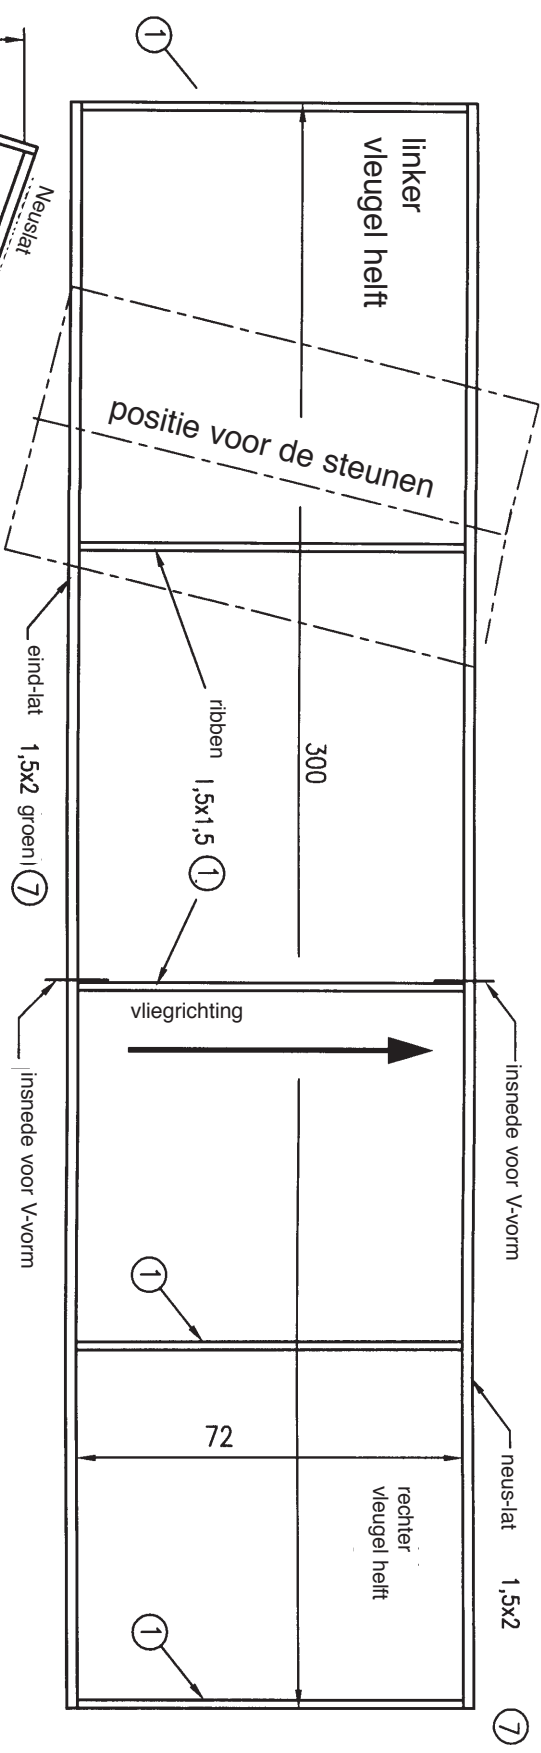 1
linker
vleugel helft
Neuslat
positie voor de steunen
eind-lat 1,5x2 groen 7
ribben 1,5x1,5 1
300
vliegrichting
insnede voor V-vorm
insnede voor V-vorm
1
72
rechter
vleugel helft
neus-lat 1,5x2
7
1